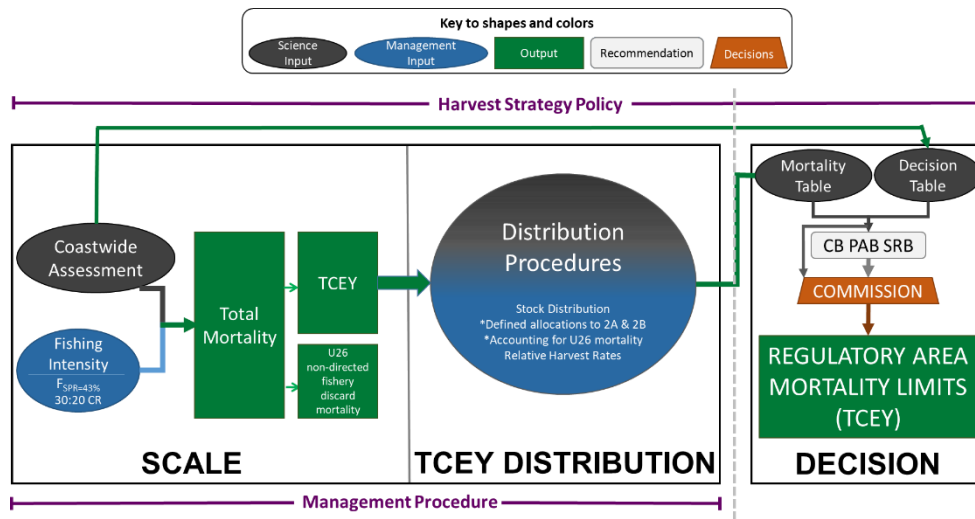 Key to shapes and colors
Science
Input
Management
Input
Output
Recommendation
Decisions
Harvest Strategy Policy
Coastwide
Assessment
Fishing
Intensity
FSPR=43%
30:20 CR
Total
Mortality
TCEY
U26
non-directed
fishery
discard
mortality
SCALE
Distribution
Procedures
Stock Distribution
*Defined allocations to 2A & 2B
*Accounting for U26 mortality
Relative Harvest Rates
TCEY DISTRIBUTION
Mortality
Table
Decision
Table
CB PAB SRB
COMMISSION
REGULATORY AREA
MORTALITY LIMITS
(TCEY)
DECISION
Management Procedure